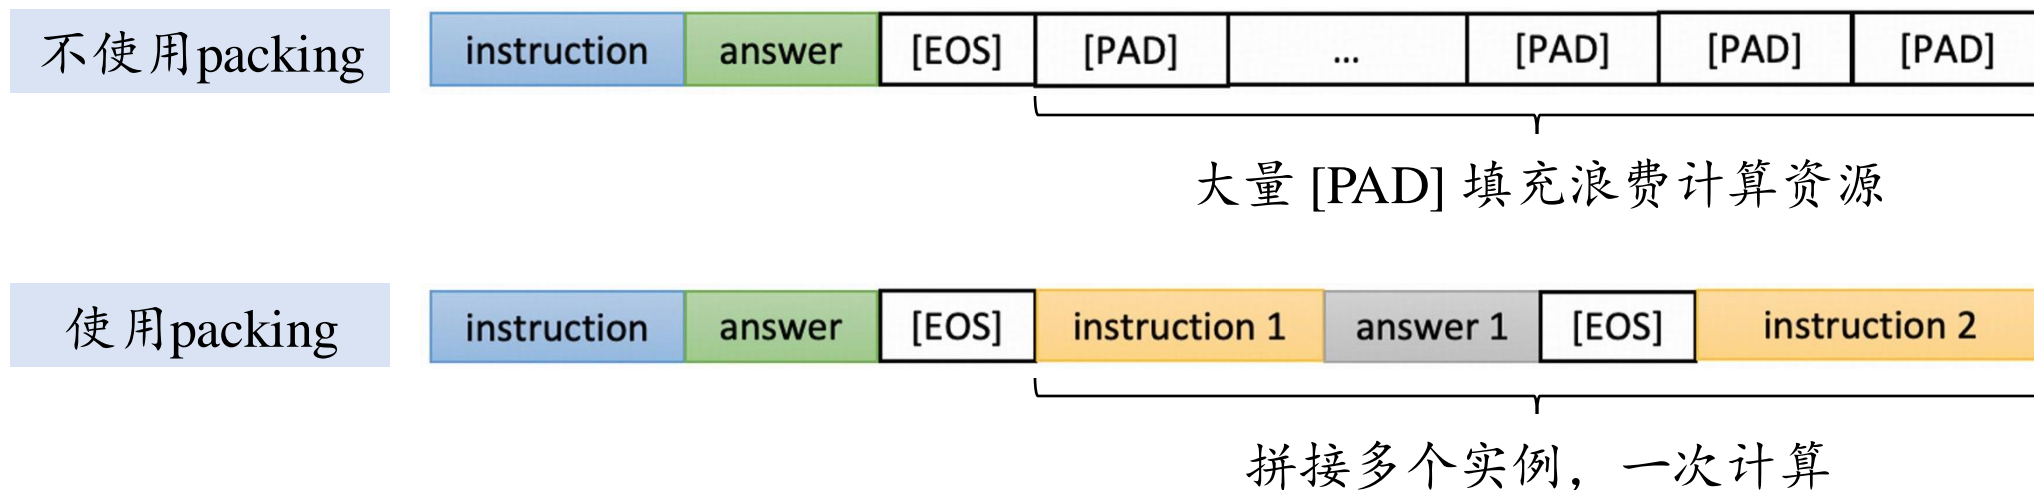 不使用packing instruction answer [EOS] [PAD] ... [PAD] [PAD] [PAD]
大量 [PAD] 填充浪费计算资源
使用packing instruction answer [EOS] instruction 1 answer 1 [EOS] instruction 2
拼接多个实例，一次计算